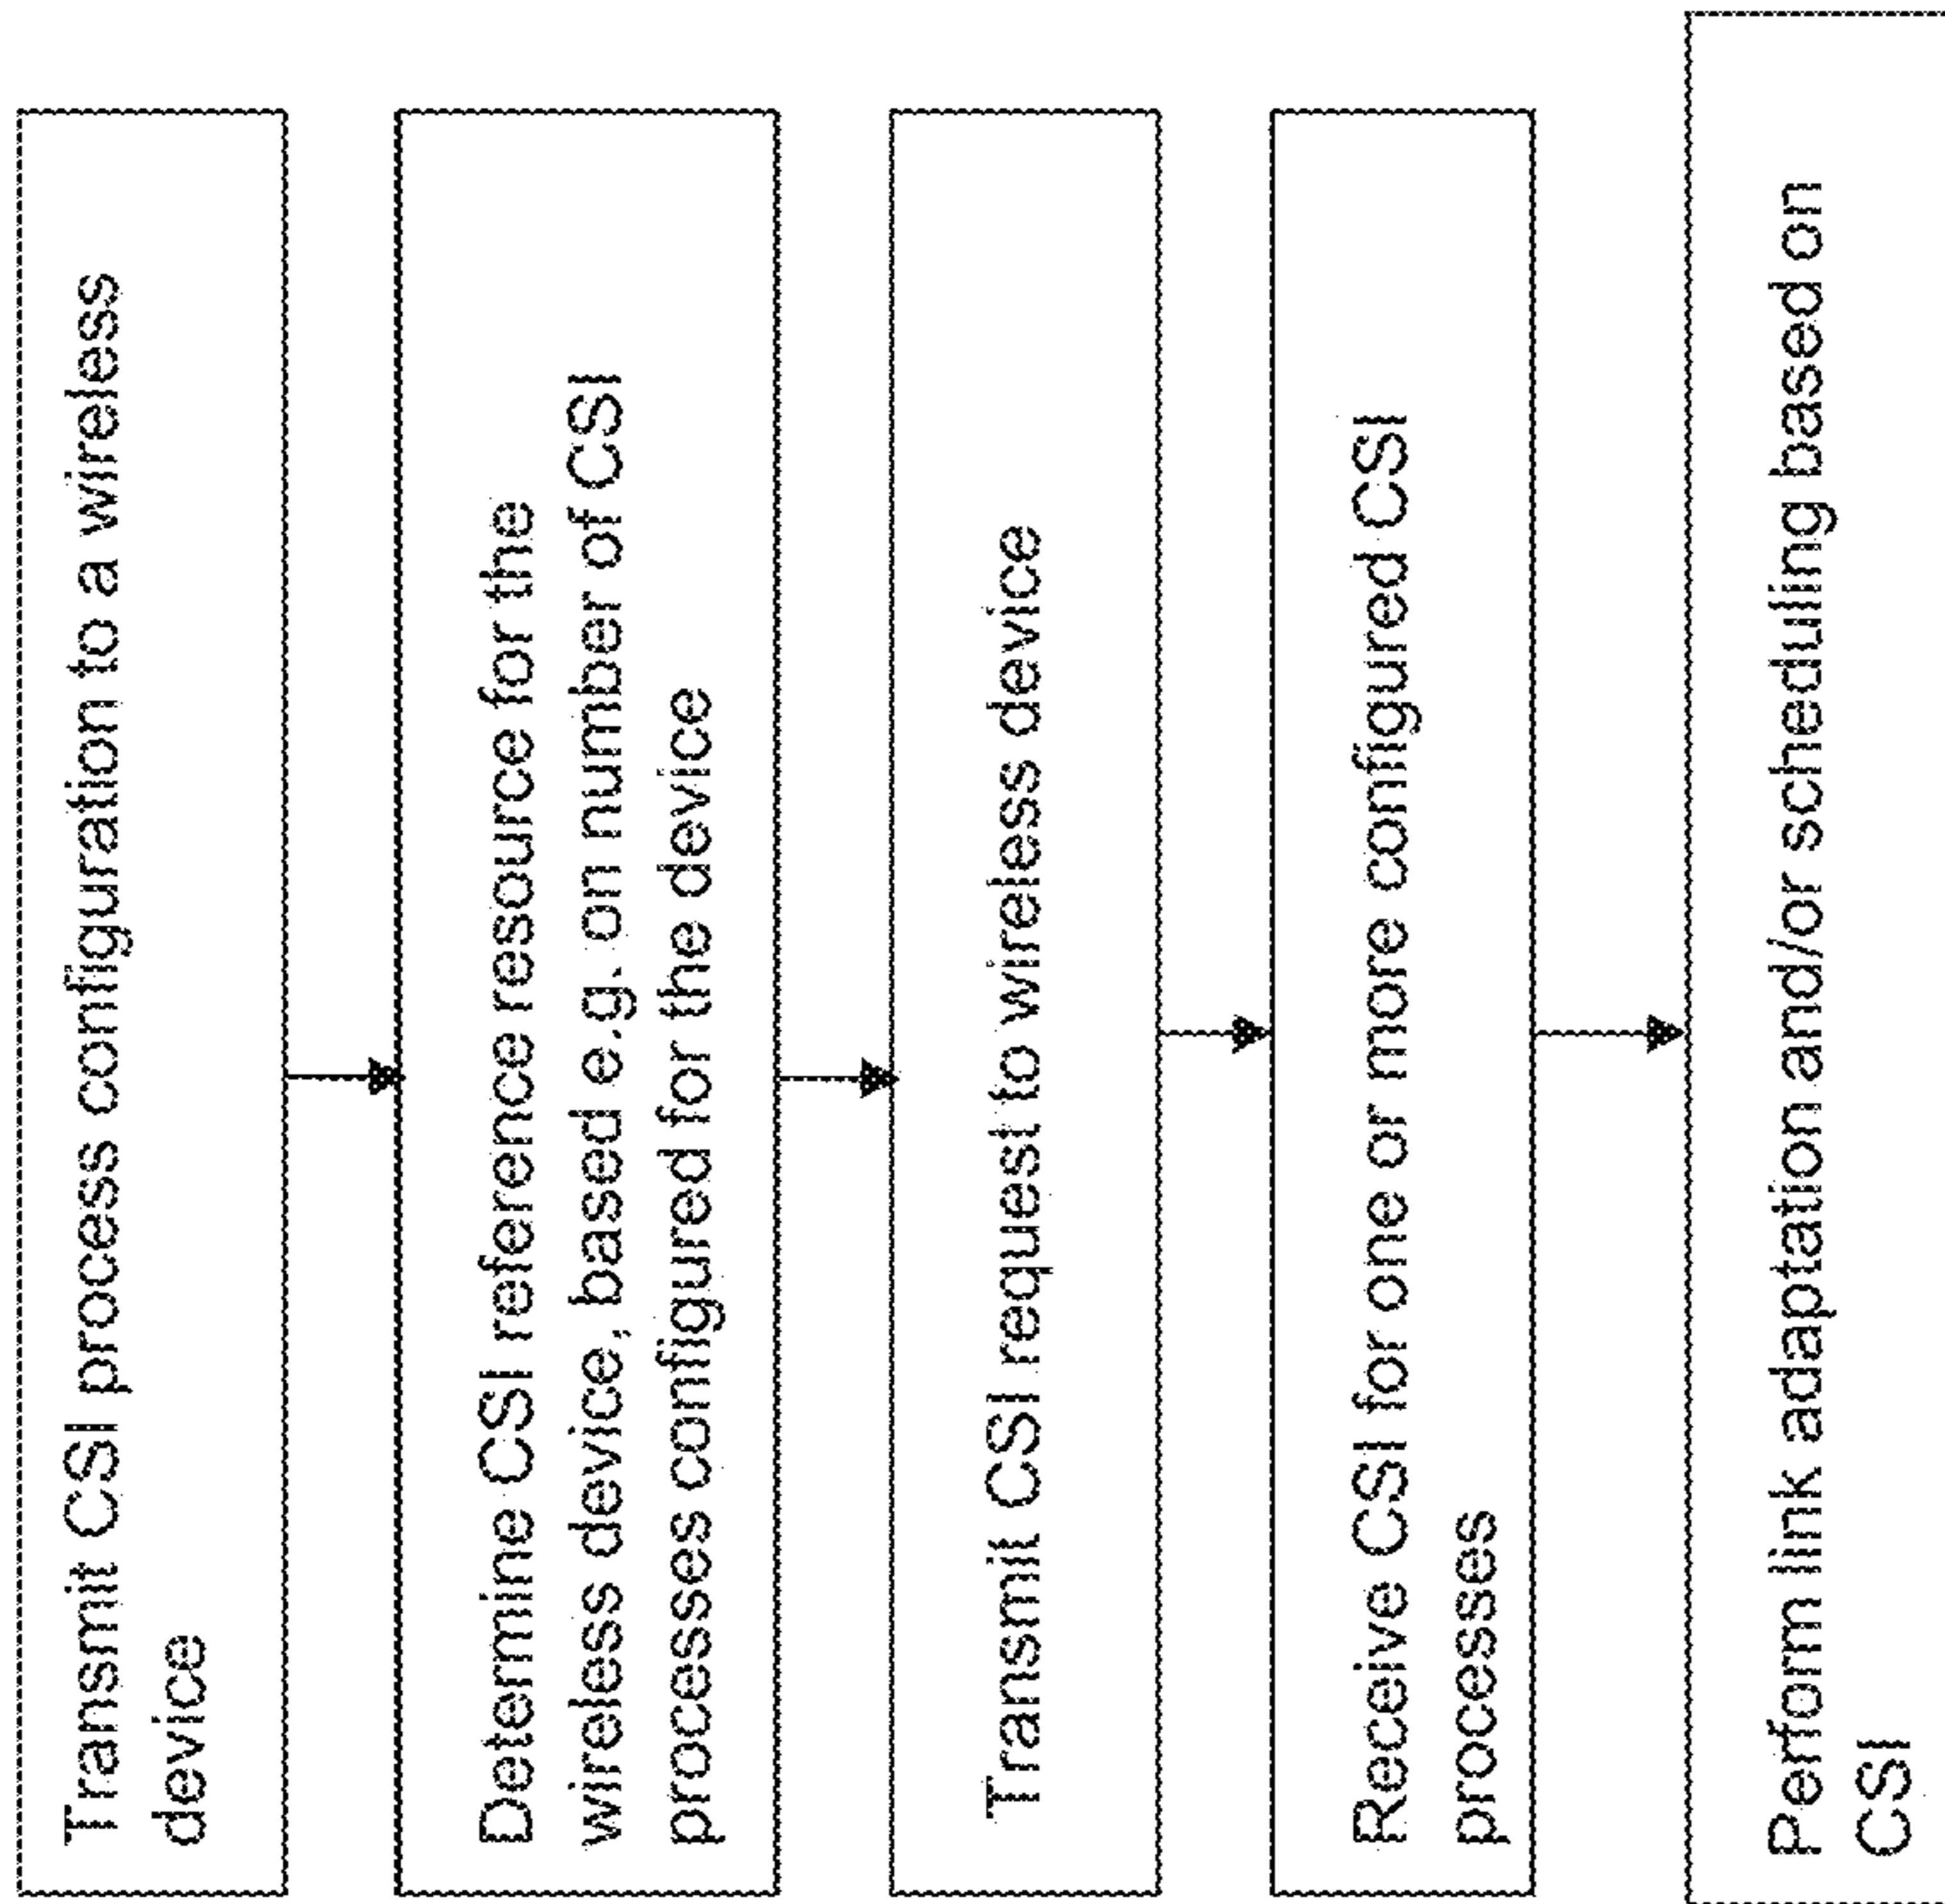 Transmit CSI process configuration to a wireless
device
Determine CSI reference resource for the
wireless device, based e.g. on number of CSI
processes configured for the device
Transmit CSI request to wireless device
Receive CSI for one or more configured CSI
processes
Perform link adaptation and/or scheduling based on
CSI